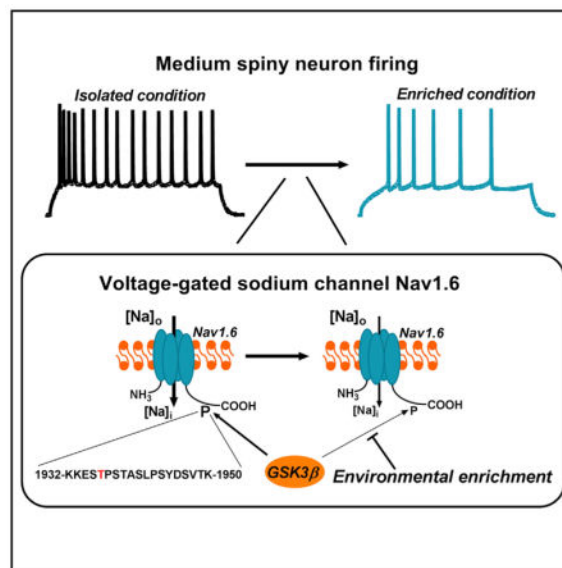 Medium spiny neuron firing
Isolated condition
Enriched condition
Voltage-gated sodium channel Nav1.6
[Na]o
Nav1.6
NH3
[Na]i
P
COOH
[Na]o
Nav1.6
NH3
[Na]i
P
COOH
1932-KKESTPSTASLPSYDSVTK-1950
GSK3β
Environmental enrichment